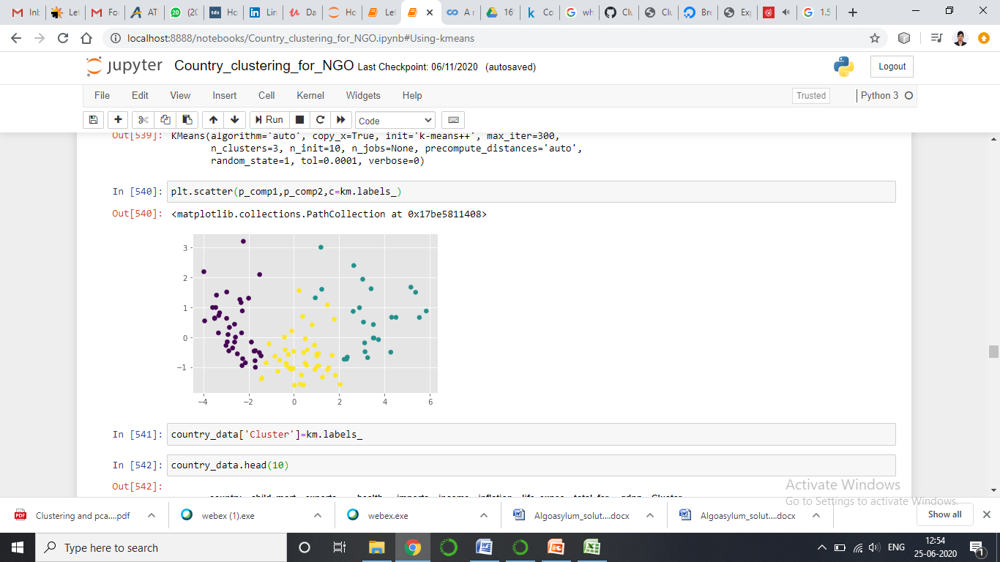 Inb
Let
Fo
AT
(20
Ho
Lin
Da
Ho
Let
A r
16
Co
wh
Clu
Clu
Bre
Exp
1.5
localhost:8888/notebooks/Country_clustering_for_NGO.ipynb#Using-kmeans
jupyter Country_clustering_for_NGO Last Checkpoint: 06/11/2020 (autosaved)
Logout
File Edit View Insert Cell Kernel Widgets Help
Trusted
Python 3
Run
Code
Out[539]: KMeans(algorithm='auto', copy_x=True, init='k-means++', max_iter=300,
n_clusters=3, n_init=10, n_jobs=None, precompute_distances='auto',
random_state=1, tol=0.0001, verbose=0)
In [540]: plt.scatter(p_comp1,p_comp2,c=km.labels_)
Out[540]: <matplotlib.collections.PathCollection at 0x17be5811408>
3
2
1
0
−1
−4 −2 0 2 4 6
In [541]: country_data['Cluster']=km.labels_
In [542]: country_data.head(10)
Out[542]:
country child_mort exports health imports income inflation life_expec total_fer gdpp Cluster
Activate Windows
Go to Settings to activate Windows.
PDF
Clustering and pca....pdf
webex (1).exe
webex.exe
Algoasylum_solut....docx
Algoasylum_solut....docx
Show all
Type here to search
ENG
12:54
25-06-2020
1